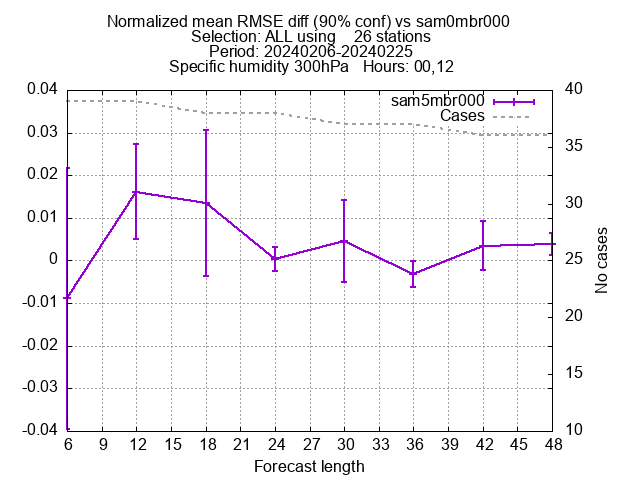 Normalized mean RMSE diff (90% conf) vs sam0mbr000
Selection: ALL using 26 stations
Period: 20240206-20240225
Specific humidity 300hPa Hours: 00,12
sam5mbr000
Cases
0.04
0.03
0.02
0.01
0
-0.01
-0.02
-0.03
-0.04
40
35
30
25
20
15
10
No cases
6 9 12 15 18 21 24 27 30 33 36 39 42 45 48
Forecast length